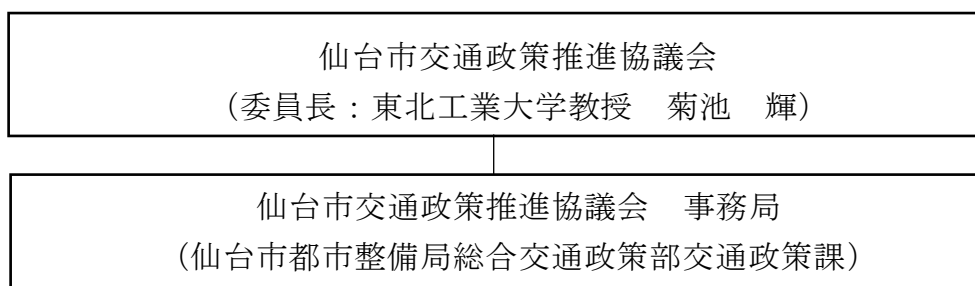 仙台市交通政策推進協議会
（委員長：東北工業大学教授　菊池　輝）
仙台市交通政策推進協議会　事務局
（仙台市都市整備局総合交通政策部交通政策課）